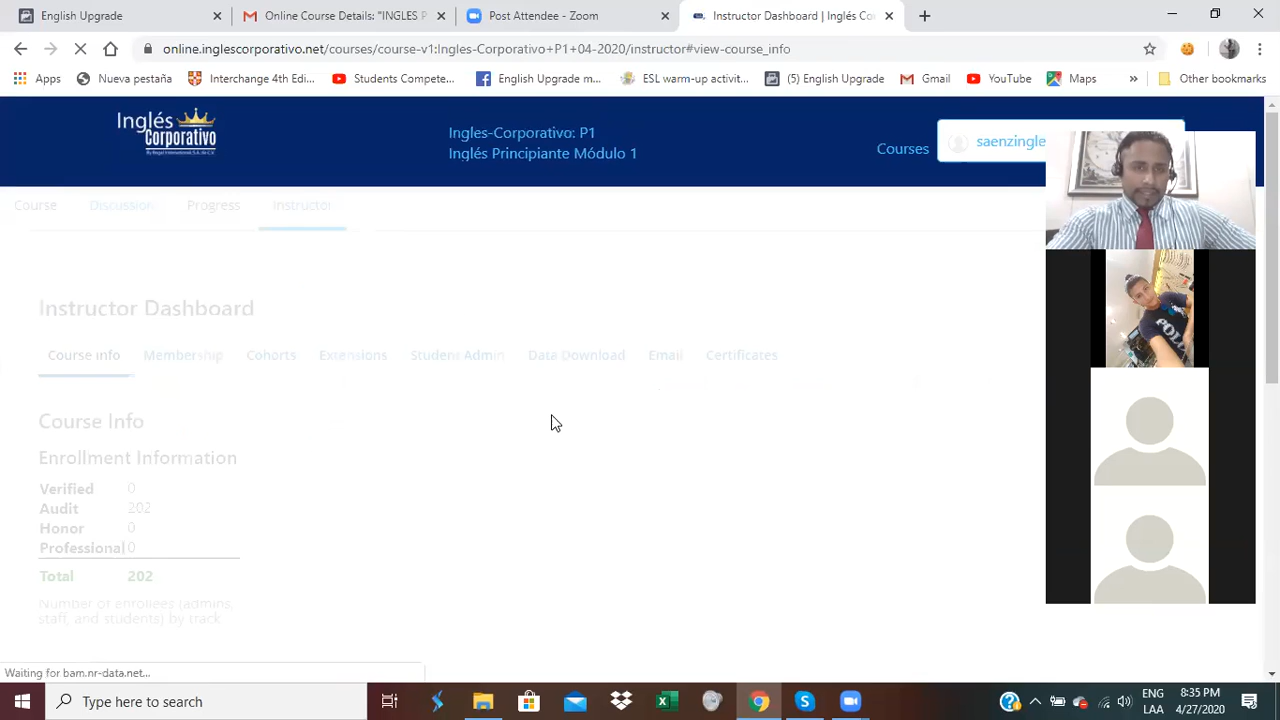 English Upgrade
Online Course Details: "INGLES P
Post Attendee - Zoom
Instructor Dashboard | Inglés Co
online.inglescorporativo.net/courses/course-v1:Ingles-Corporativo+P1+04-2020/instructor#view-course_info
Apps
Nueva pestaña
Interchange 4th Edi...
Students Compete...
English Upgrade m...
ESL warm-up activit...
(5) English Upgrade
Gmail
YouTube
Maps
»
Other bookmarks
Inglés
Corporativo
Ingles-Corporativo: P1
Inglés Principiante Módulo 1
Courses
saenzingle
Course
Discussion
Progress
Instructor
Instructor Dashboard
Course Info
Membership
Cohorts
Extensions
Student Admin
Data Download
Email
Certificates
Course Info
Enrollment Information
Verified 0
Audit 202
Honor 0
Professional 0
Total 202
Number of enrollees (admins,
staff, and students) by track
Waiting for bam.nr-data.net...
Type here to search
ENG
LAA
8:35 PM
4/27/2020